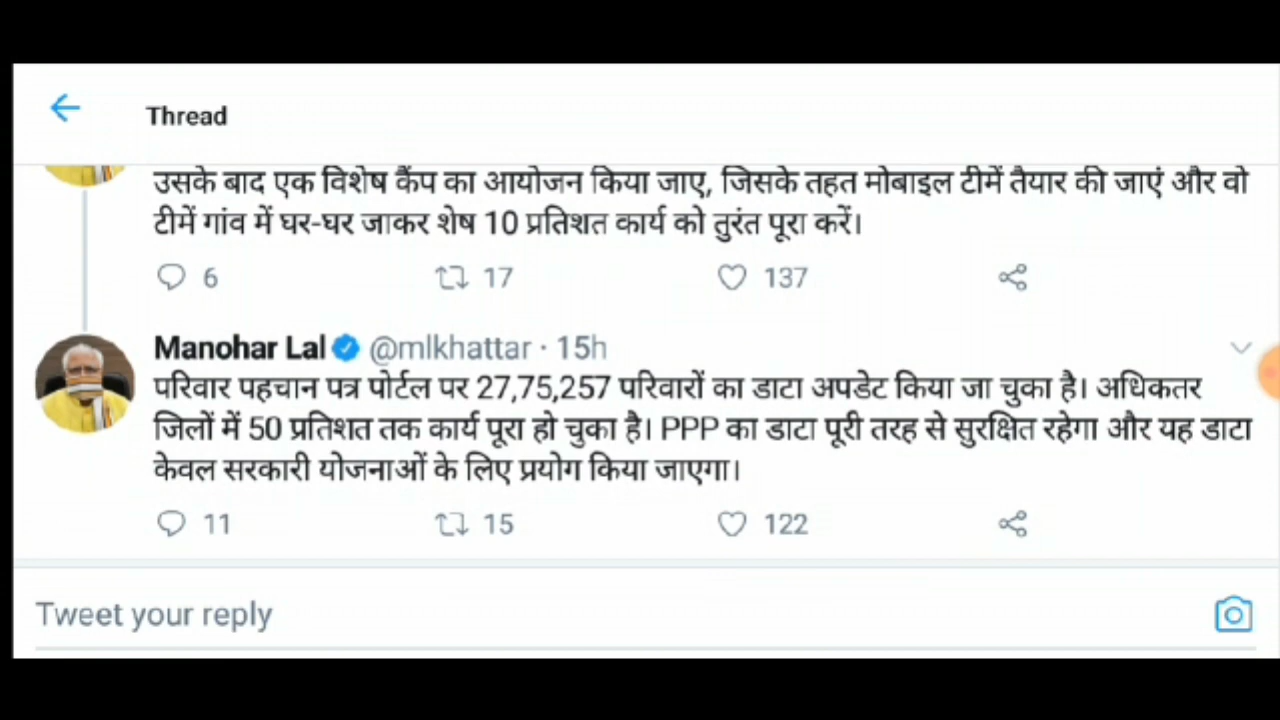 Thread
उसके बाद एक विशेष कैंप का आयोजन किया जाए, जिसके तहत मोबाइल टीमें तैयार की जाएं और वो
टीमें गांव में घर-घर जाकर शेष 10 प्रतिशत कार्य को तुरंत पूरा करें।
6 17 137
Manohar Lal @mlkhattar · 15h
परिवार पहचान पत्र पोर्टल पर 27,75,257 परिवारों का डाटा अपडेट किया जा चुका है। अधिकतर
जिलों में 50 प्रतिशत तक कार्य पूरा हो चुका है। PPP का डाटा पूरी तरह से सुरक्षित रहेगा और यह डाटा
केवल सरकारी योजनाओं के लिए प्रयोग किया जाएगा।
11 15 122
Tweet your reply